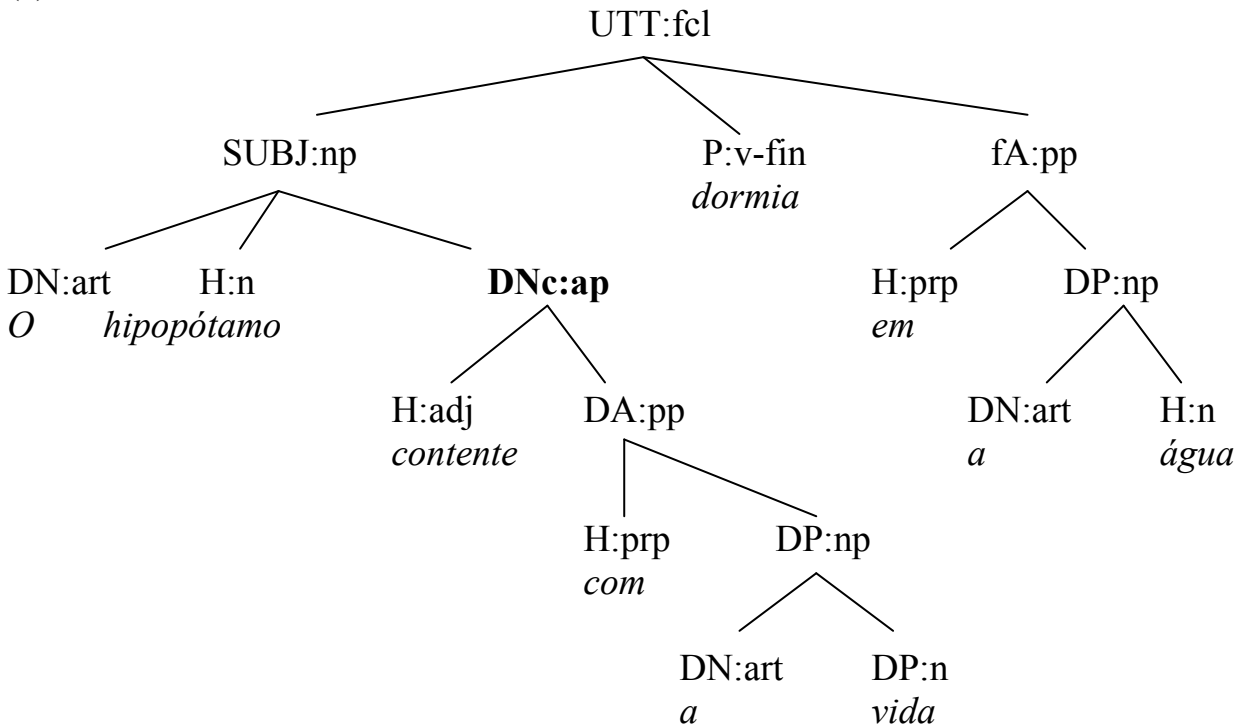 UTT:fcl
SUBJ:np P:v-fin fA:pp
dormia
DN:art H:n DNc:ap H:prp DP:np
O hipopótamo em
H:adj DA:pp DN:art H:n
contente a água
H:prp DP:np
com
DN:art DP:n
a vida